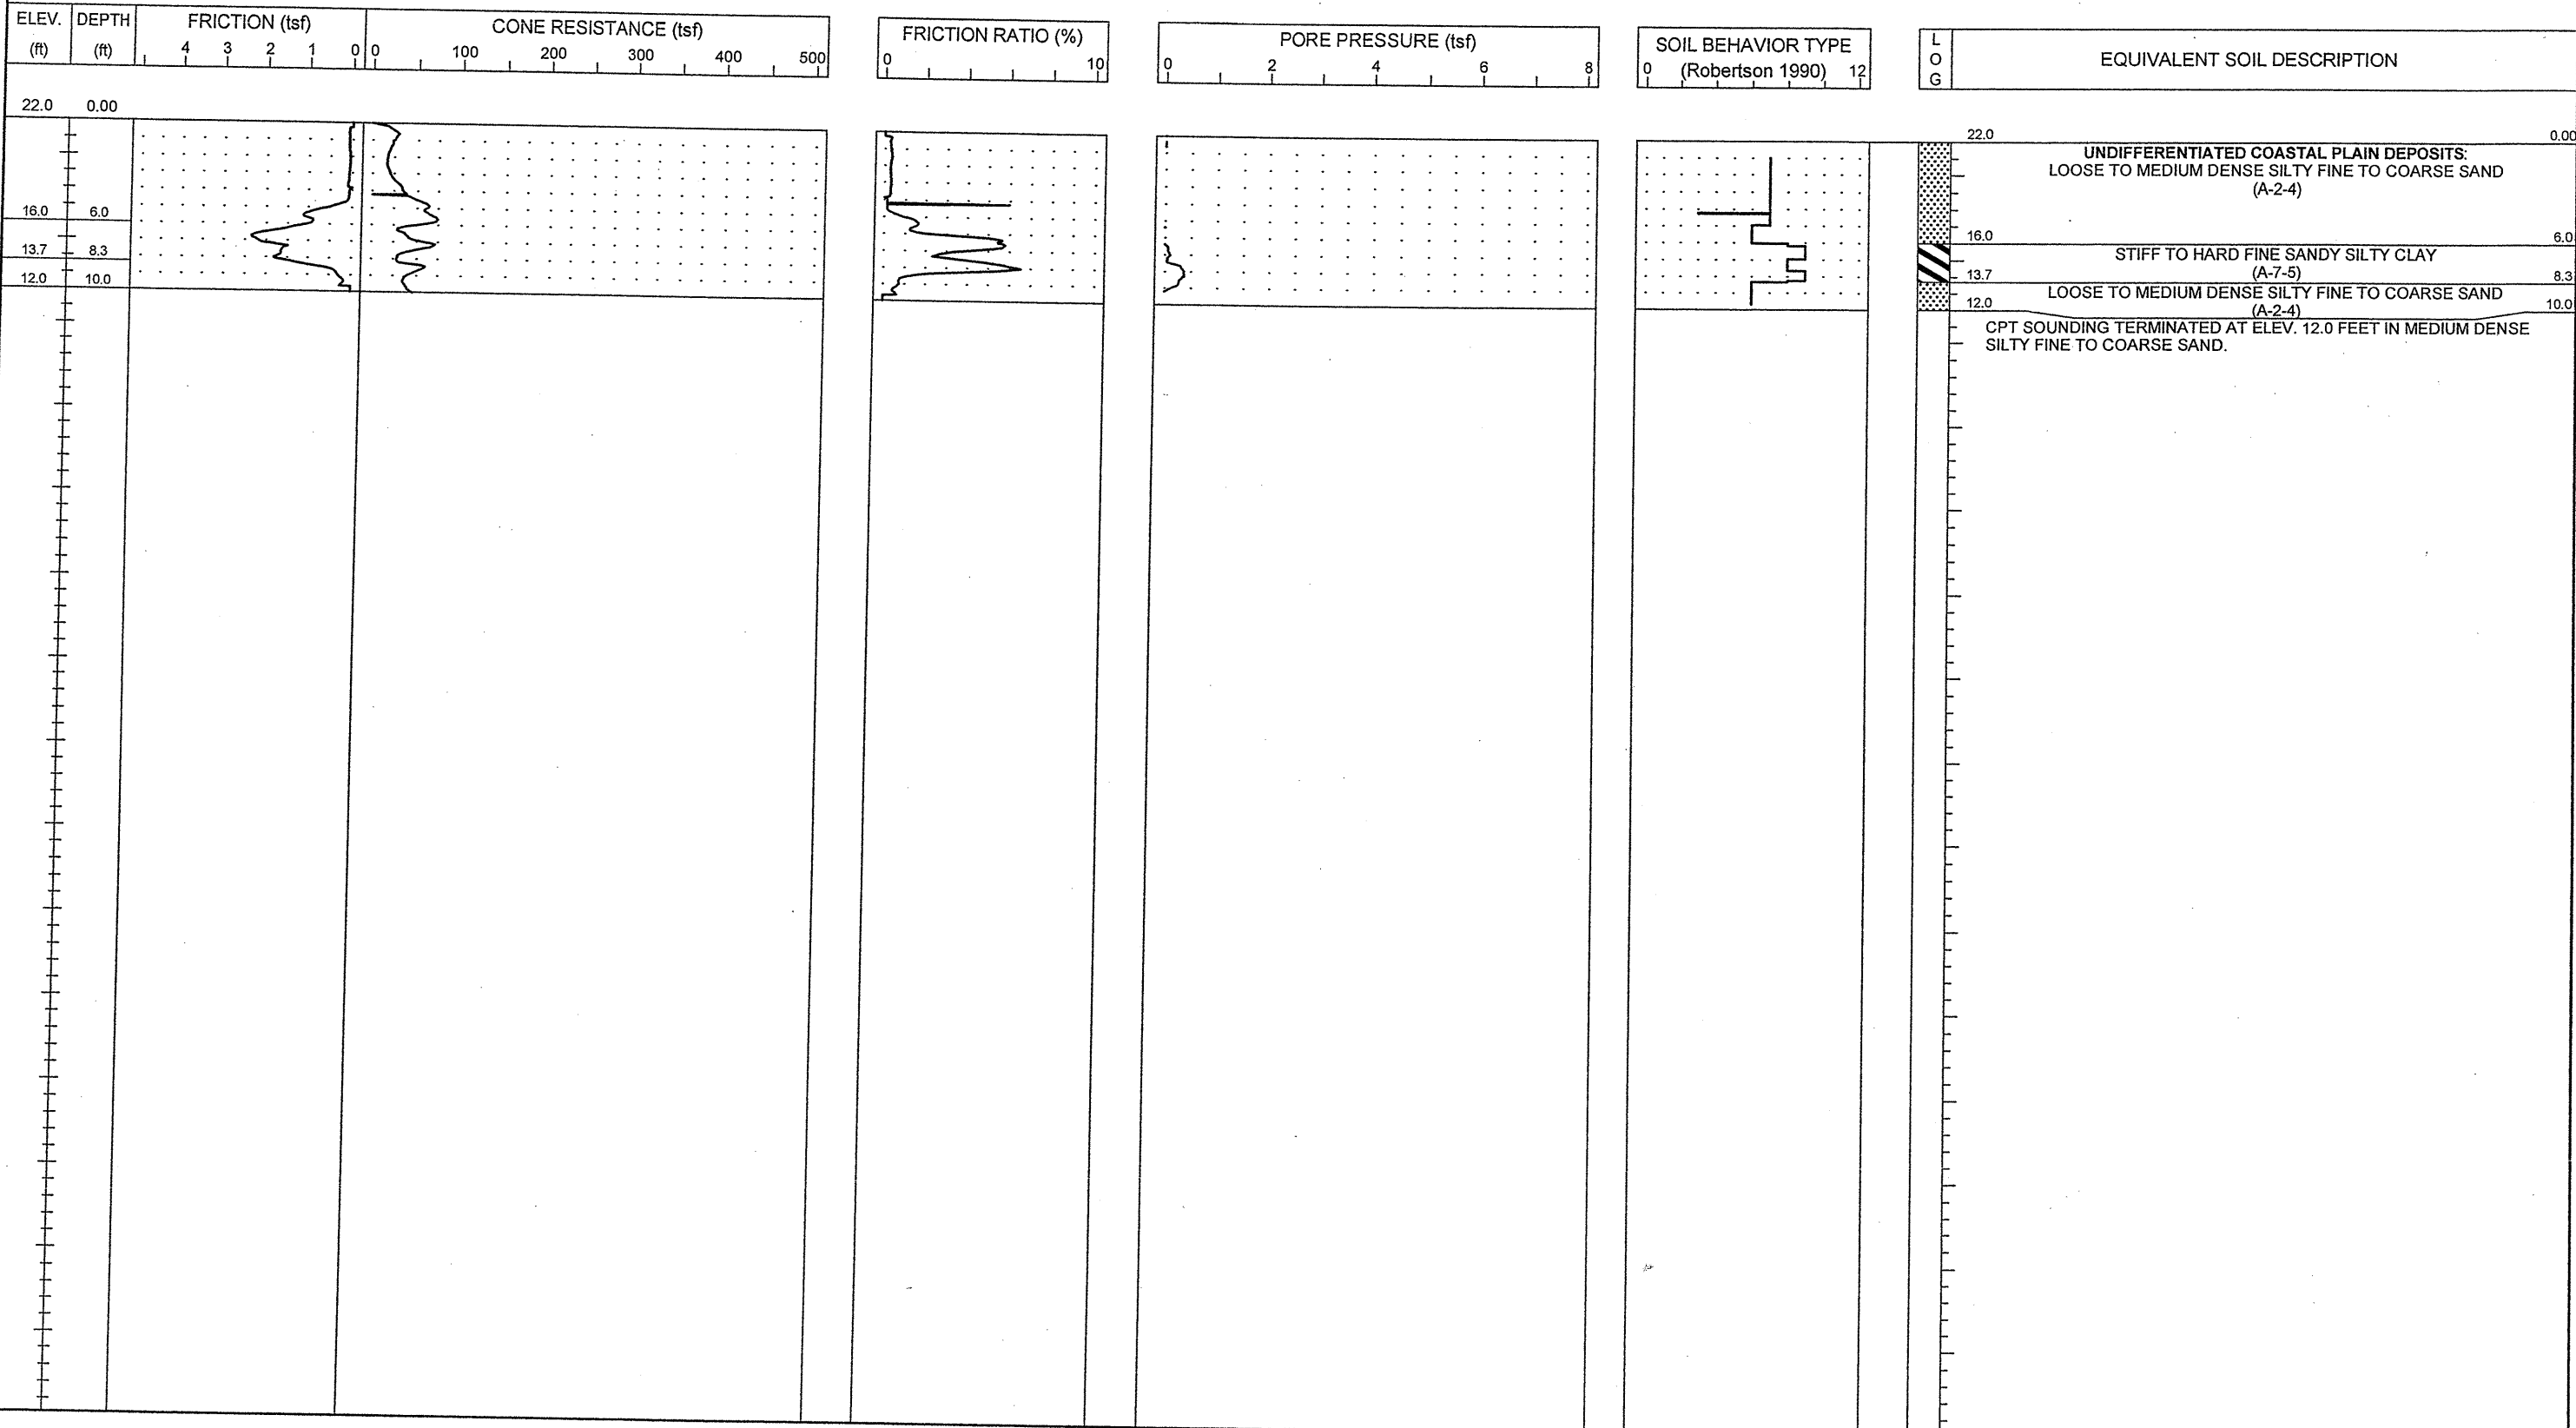 ELEV. DEPTH FRICTION (tsf) CONE RESISTANCE (tsf) FRICTION RATIO (%) PORE PRESSURE (tsf) SOIL BEHAVIOR TYPE L
(ft) (ft) 4 3 2 1 0 0 100 200 300 400 500 0 10 0 2 4 6 8 0 (Robertson 1990) 12 O EQUIVALENT SOIL DESCRIPTION
G
22.0 0.00
22.0 0.00
UNDIFFERENTIATED COASTAL PLAIN DEPOSITS:
LOOSE TO MEDIUM DENSE SILTY FINE TO COARSE SAND
(A-2-4)
16.0 6.0
16.0 6.0
STIFF TO HARD FINE SANDY SILTY CLAY
13.7 8.3
13.7 (A-7-5) 8.3
LOOSE TO MEDIUM DENSE SILTY FINE TO COARSE SAND
12.0 10.0
12.0 (A-2-4) 10.0
CPT SOUNDING TERMINATED AT ELEV. 12.0 FEET IN MEDIUM DENSE
SILTY FINE TO COARSE SAND.